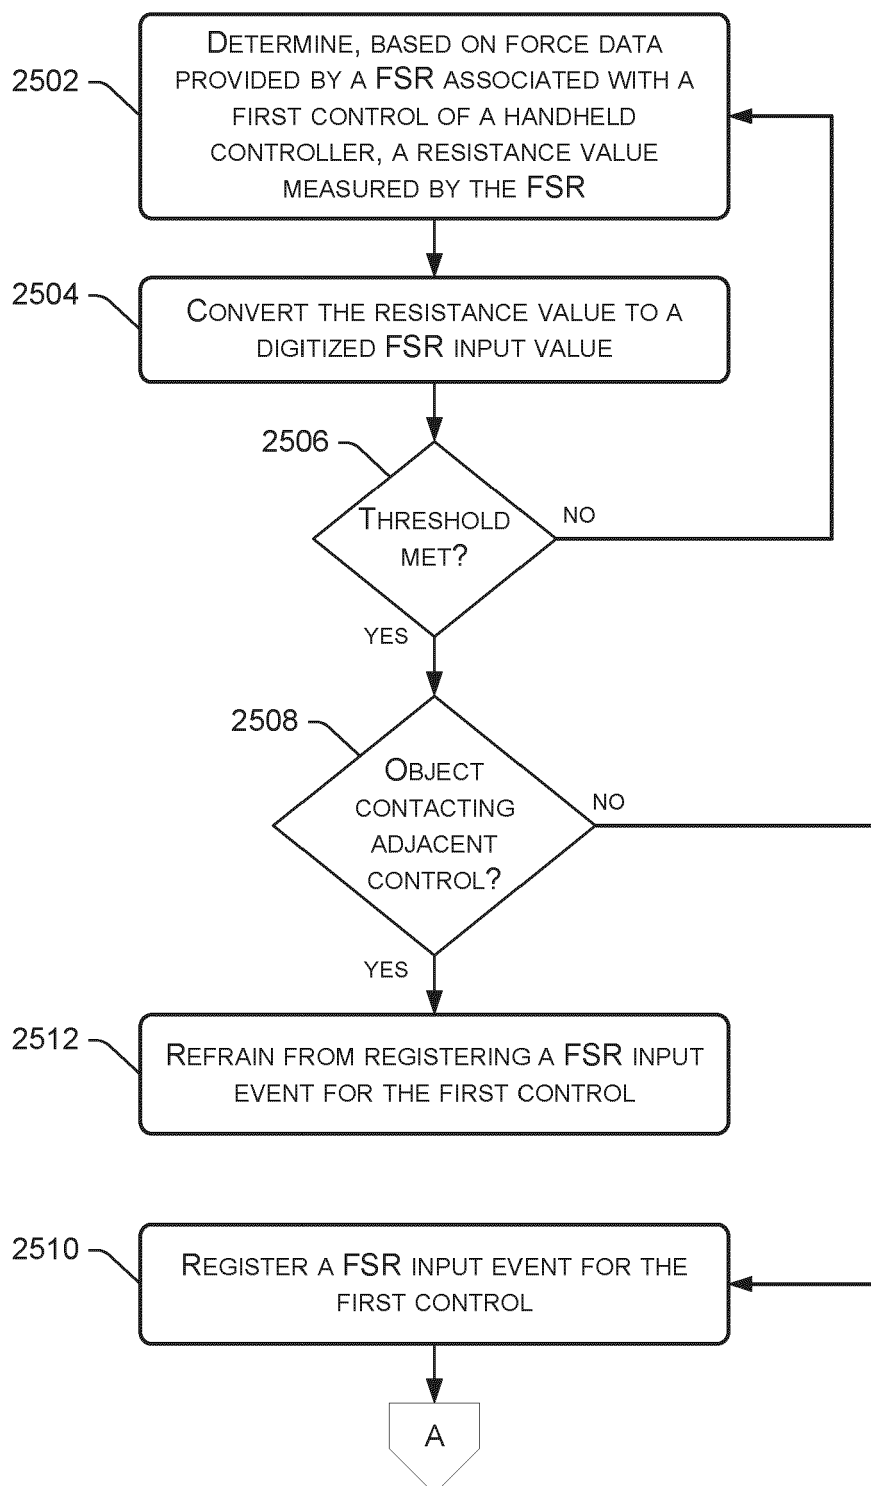 2502
DETERMINE, BASED ON FORCE DATA
PROVIDED BY A FSR ASSOCIATED WITH A
FIRST CONTROL OF A HANDHELD
CONTROLLER, A RESISTANCE VALUE
MEASURED BY THE FSR
2504
CONVERT THE RESISTANCE VALUE TO A
DIGITIZED FSR INPUT VALUE
2506
THRESHOLD
MET?
NO
YES
2508
OBJECT
CONTACTING
ADJACENT
CONTROL?
NO
YES
2512
REFRAIN FROM REGISTERING A FSR INPUT
EVENT FOR THE FIRST CONTROL
2510
REGISTER A FSR INPUT EVENT FOR THE
FIRST CONTROL
A